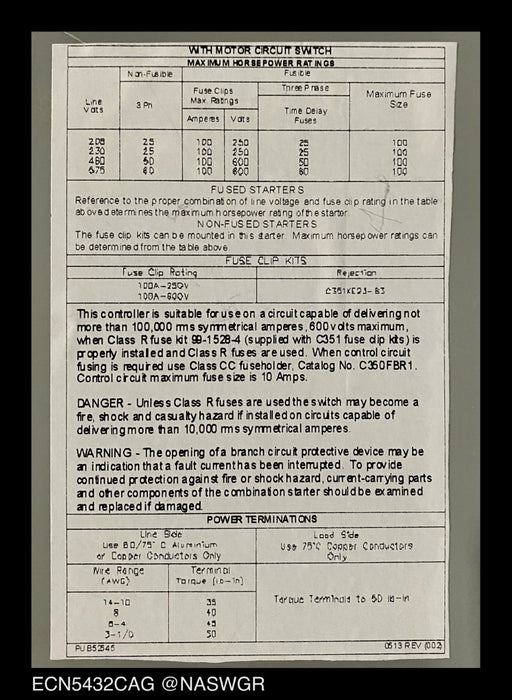 WITH MOTOR CIRCUIT SWITCH
MAXIMUM HORSEPOWER RATINGS
Non-Fusible Fusible
Line Volts 3 Ph Fuse Clips Max. Ratings Three Phase Maximum Fuse Size
Amperes Volts Time Delay Fuses
208 25 100 250 25 100
230 25 100 250 25 100
460 50 100 600 50 100
575 60 100 600 60 100
FUSED STARTERS
Reference to the proper combination of line voltage and fuse clip rating in the table
above determines the maximum horsepower rating of the starter.
NON-FUSED STARTERS
The fuse clip kits can be mounted in this starter. Maximum horsepower ratings can
be determined from the table above
FUSE CLIP KITS
Fuse Clip Rating Rejection
100A-250V
100A-600V
C351KE23-63
This controller is suitable for use on a circuit capable of delivering not
more than 100,000 rms symmetrical amperes, 600 volts maximum,
when Class R fuse kit 99-1528-4 (supplied with C351 fuse clip kits) is
properly installed and Class R fuses are used. When control circuit
fusing is required use Class CC fuseholder, Catalog No. C350FBR1.
Control circuit maximum fuse size is 10 Amps.
DANGER - Unless Class R fuses are used the switch may become a
fire, shock and casualty hazard if installed on circuits capable of
delivering more than 10,000 rms symmetrical amperes.
WARNING - The opening of a branch circuit protective device may be
an indication that a fault current has been interrupted. To provide
continued protection against fire or shock hazard, current-carrying parts
and other components of the combination starter should be examined
and replaced if damaged.
POWER TERMINATIONS
Line Side Load Side
Use 60/75° C Aluminium Use 75°C Copper Conductors
or Copper Conductors Only Only
Wire Range Terminal
(AWG) Torque (lb-in)
14-10 35 Torque Terminals to 50 lb-in
8 40
6-4 45
3-1/0 50
PUB52545 0513 REV (002)
ECN5432CAG @NASWGR